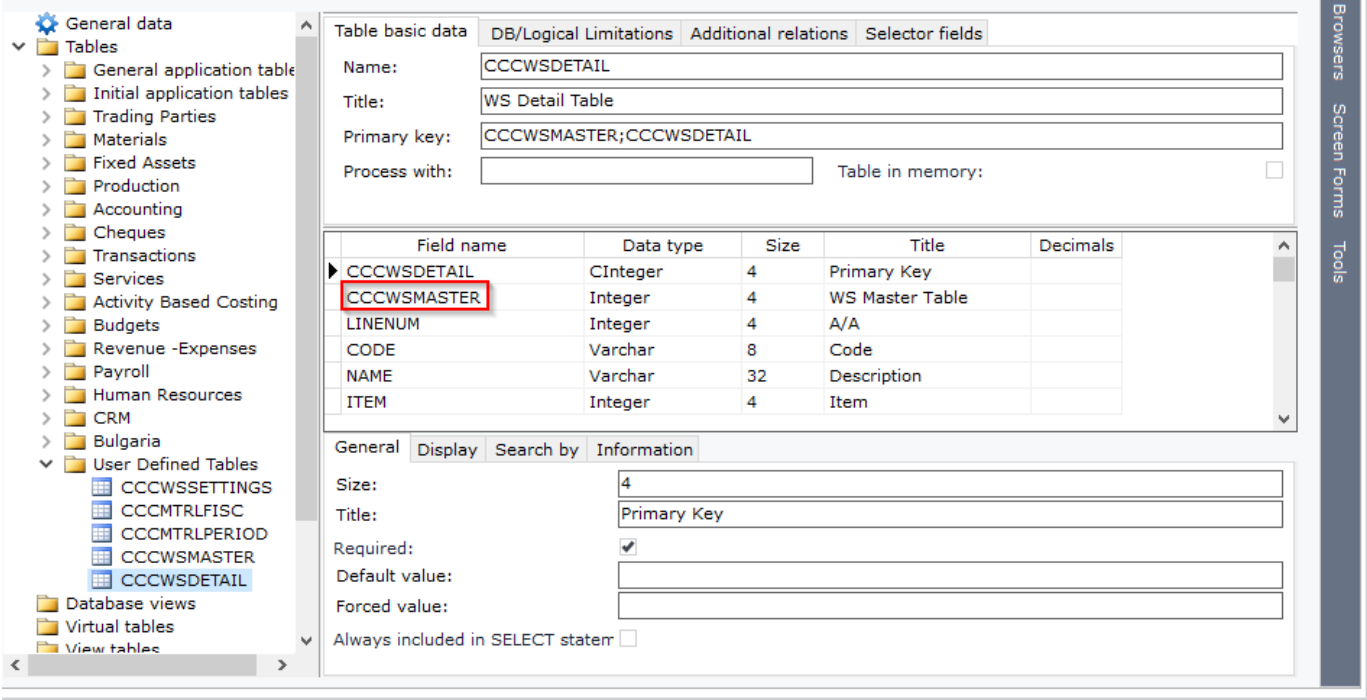 General data
Tables
General application table
Initial application tables
Trading Parties
Materials
Fixed Assets
Production
Accounting
Cheques
Transactions
Services
Activity Based Costing
Budgets
Revenue -Expenses
Payroll
Human Resources
CRM
Bulgaria
User Defined Tables
CCCWSSETTINGS
CCCMTRLFISC
CCCMTRLPERIOD
CCCWSMASTER
CCCWSDETAIL
Database views
Virtual tables
View tables
Table basic data DB/Logical Limitations Additional relations Selector fields
Name: CCCWSDETAIL
Title: WS Detail Table
Primary key: CCCWSMASTER;CCCWSDETAIL
Process with: Table in memory:
Field name Data type Size Title Decimals
CCCWSDETAIL CInteger 4 Primary Key
CCCWSMASTER Integer 4 WS Master Table
LINENUM Integer 4 A/A
CODE Varchar 8 Code
NAME Varchar 32 Description
ITEM Integer 4 Item
General Display Search by Information
Size: 4
Title: Primary Key
Required:
Default value:
Forced value:
Always included in SELECT statem
Browsers
Screen Forms
Tools